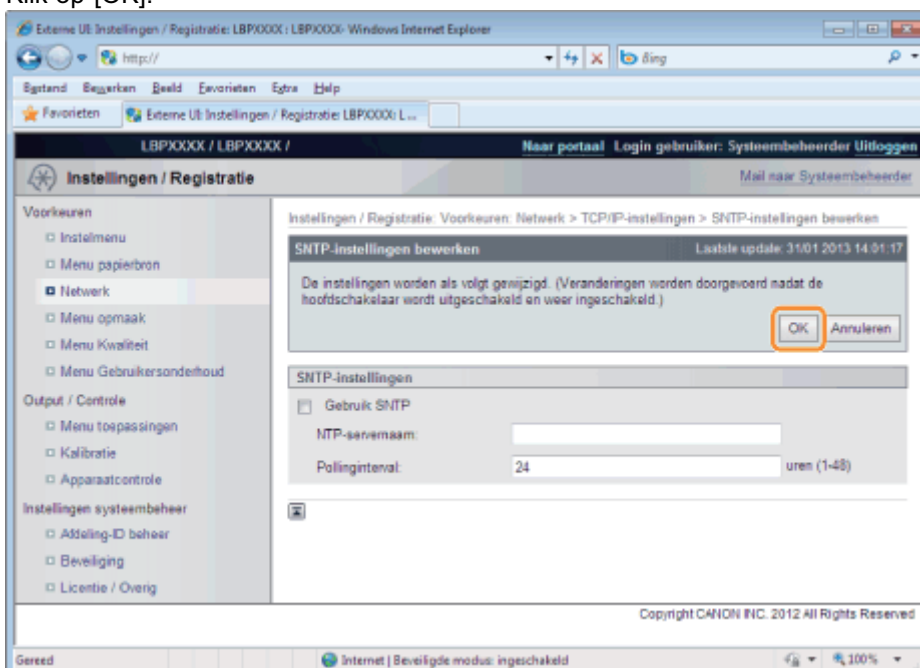 Klik op [OK].
Externe UI: Instellingen / Registratie: LBPXXXX : LBPXXXX- Windows Internet Explorer
http://
Bing
Bestand Bewerken Beeld Favorieten Extra Help
Favorieten Externe UI: Instellingen / Registratie: LBPXXXX: L...
LBPXXXX / LBPXXXX / Naar portaal Login gebruiker: Systeembeheerder Uitloggen
Instellingen / Registratie Mail naar Systeembeheerder
Voorkeuren
Instelmenu
Menu papierbron
Netwerk
Menu opmaak
Menu Kwaliteit
Menu Gebruikersonderhoud
Output / Controle
Menu toepassingen
Kalibratie
Apparaatcontrole
Instellingen systeembeheer
Afdeling-ID beheer
Beveiliging
Licentie / Overig
Instellingen / Registratie: Voorkeuren: Netwerk > TCP/IP-instellingen > SNTP-instellingen bewerken
SNTP-instellingen bewerken Laatste update: 31/01 2013 14:01:17
De instellingen worden als volgt gewijzigd. (Veranderingen worden doorgevoerd nadat de
hoofdschakelaar wordt uitgeschakeld en weer ingeschakeld.)
OK Annuleren
SNTP-instellingen
Gebruik SNTP
NTP-servernaam:
Pollinginterval: 24 uren (1-48)
Copyright CANON INC. 2012 All Rights Reserved
Gereed Internet | Beveiligde modus: ingeschakeld 100%